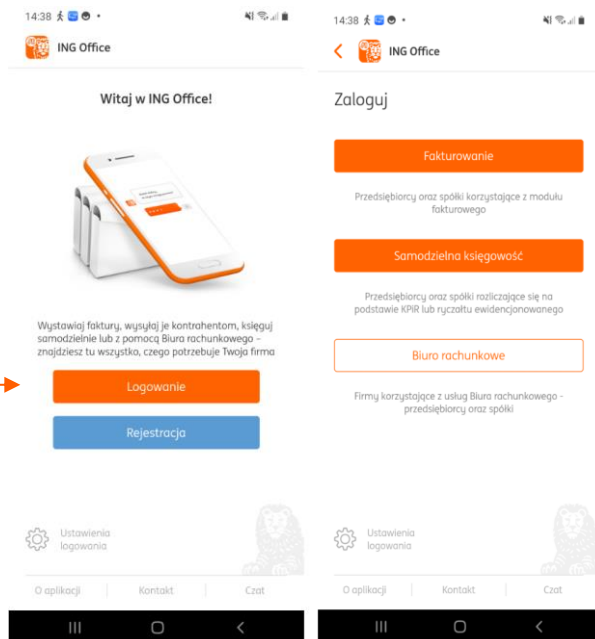 14:38
ING Office
Witaj w ING Office!
Wystawiaj faktury, wysyłaj je kontrahentom, księguj
samodzielnie lub z pomocą Biura rachunkowego –
znajdziesz tu wszystko, czego potrzebuje Twoja firma
Logowanie
Rejestracja
Ustawienia
logowania
O aplikacji
Kontakt
Czat
14:38
ING Office
Zaloguj
Fakturowanie
Przedsiębiorcy oraz spółki korzystające z modułu
fakturowego
Samodzielna księgowość
Przedsiębiorcy oraz spółki rozliczające się na
podstawie KPiR lub ryczałtu ewidencjonowanego
Biuro rachunkowe
Firmy korzystające z usług Biura rachunkowego -
przedsiębiorcy oraz spółki
Ustawienia
logowania
O aplikacji
Kontakt
Czat